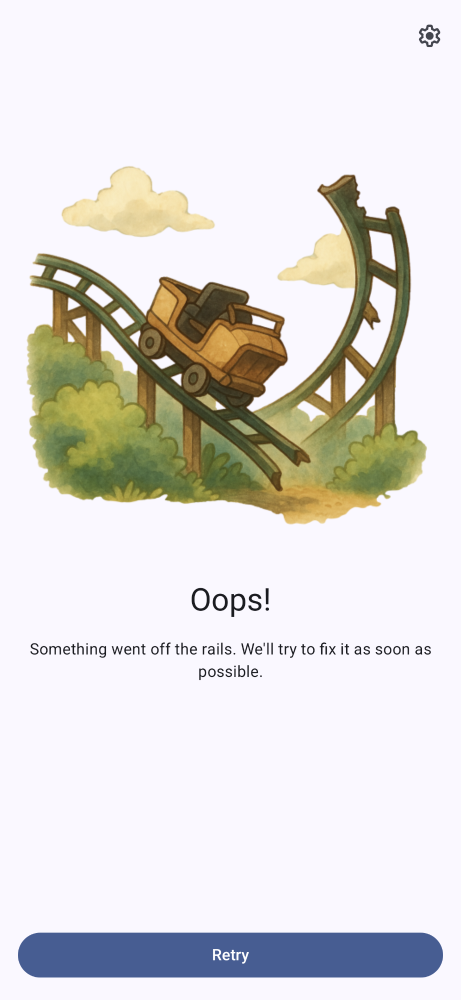 Oops!
Something went off the rails. We'll try to fix it as soon as
possible.
Retry